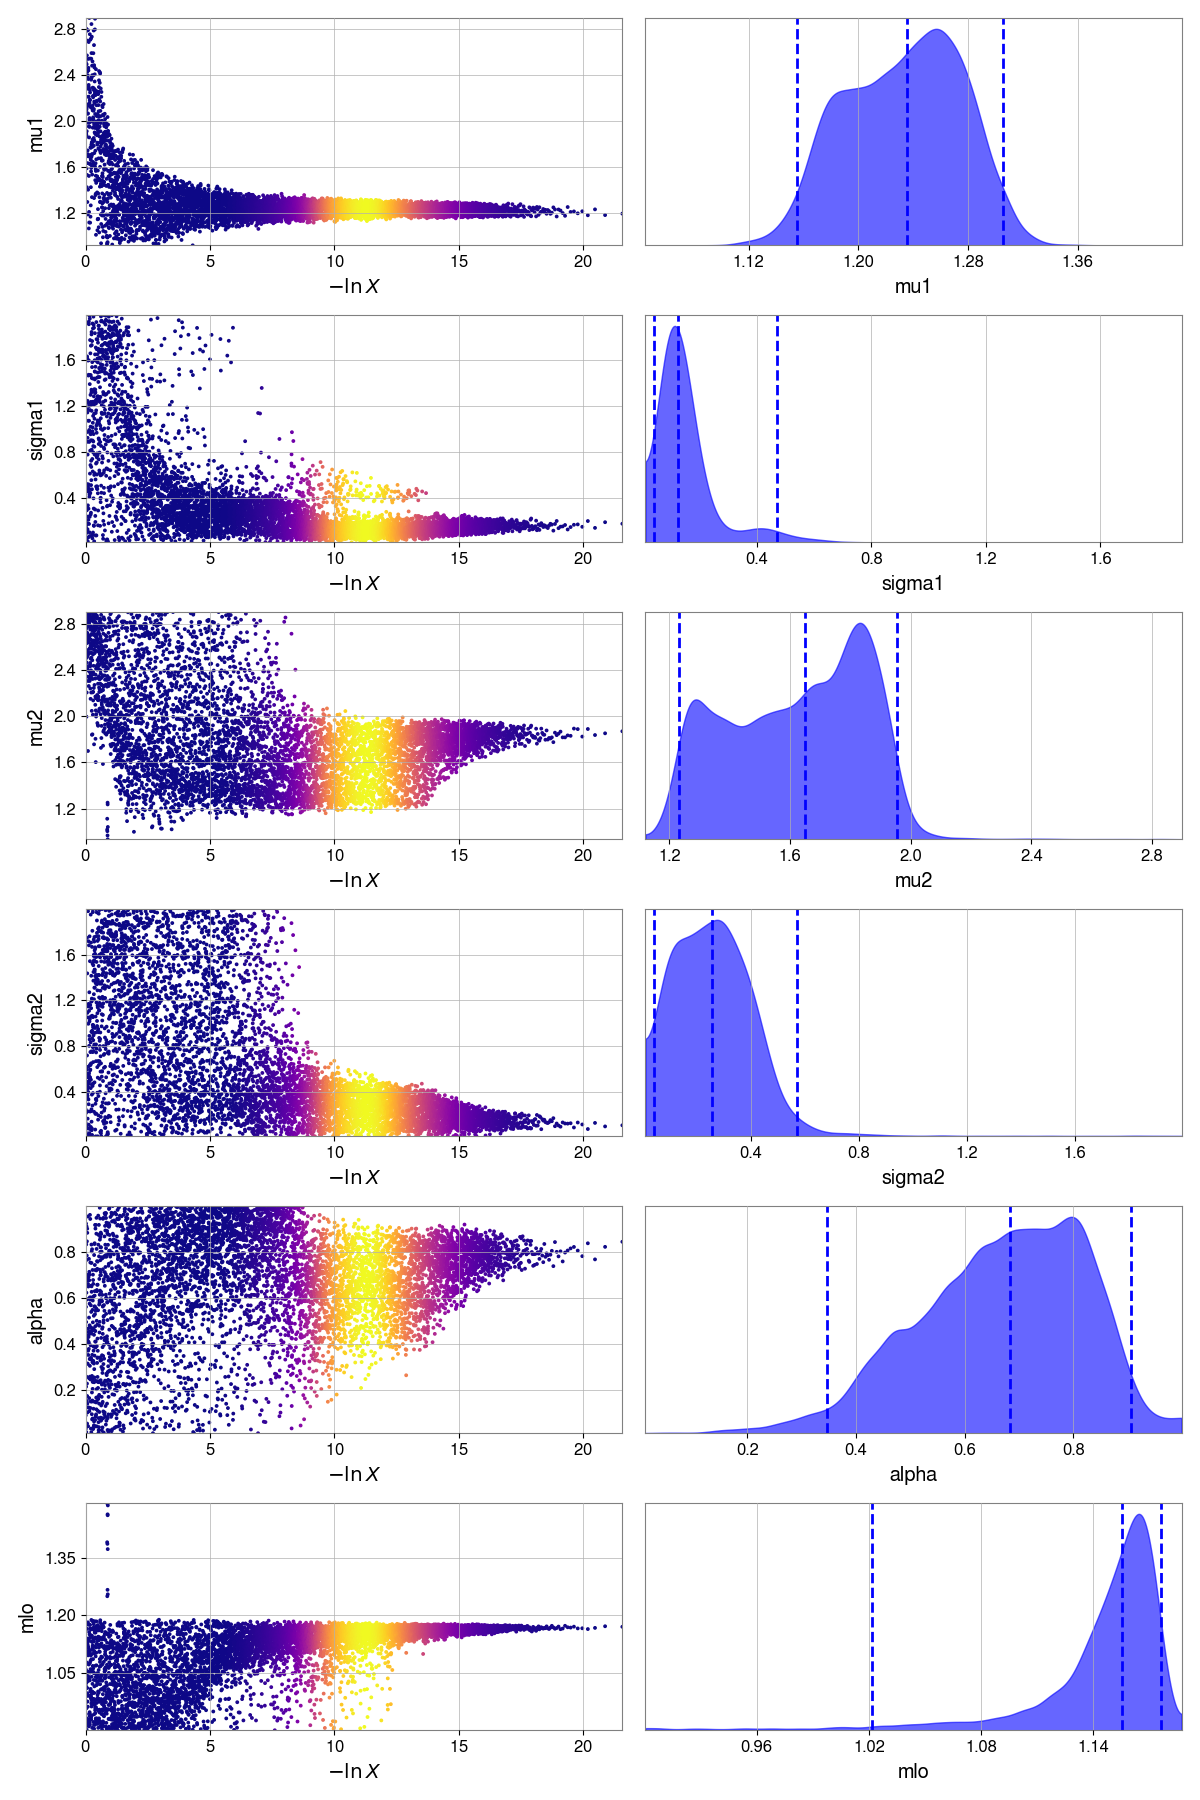 2.8
2.4
2.0
1.6
1.2
mu1
0 5 10 15 20
−ln X
1.12 1.20 1.28 1.36
mu1
1.6
1.2
0.8
0.4
sigma1
0 5 10 15 20
−ln X
0.4 0.8 1.2 1.6
sigma1
2.8
2.4
2.0
1.6
1.2
mu2
0 5 10 15 20
−ln X
1.2 1.6 2.0 2.4 2.8
mu2
1.6
1.2
0.8
0.4
sigma2
0 5 10 15 20
−ln X
0.4 0.8 1.2 1.6
sigma2
0.8
0.6
0.4
0.2
alpha
0 5 10 15 20
−ln X
0.2 0.4 0.6 0.8
alpha
1.35
1.20
1.05
mlo
0 5 10 15 20
−ln X
0.96 1.02 1.08 1.14
mlo